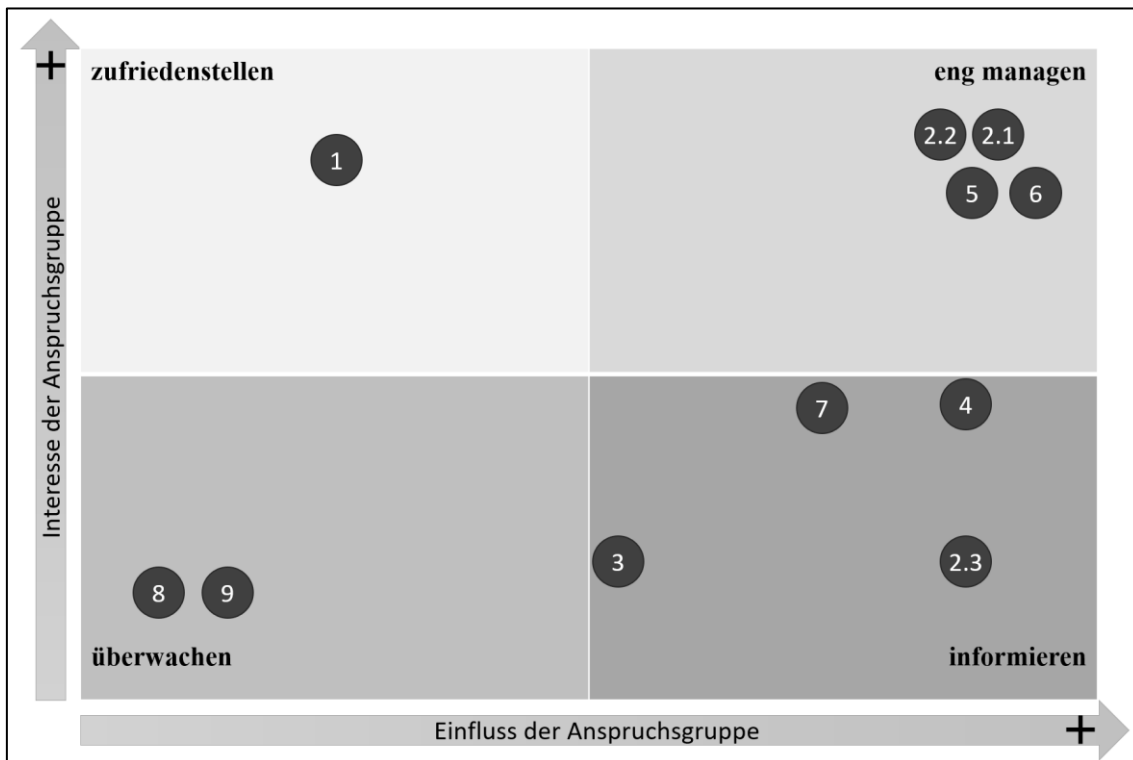 +
zufriedenstellen
eng managen
2.2
2.1
1
5
6
Interesse der Anspruchsgruppe
7
4
3
2.3
8
9
überwachen
informieren
Einfluss der Anspruchsgruppe
+